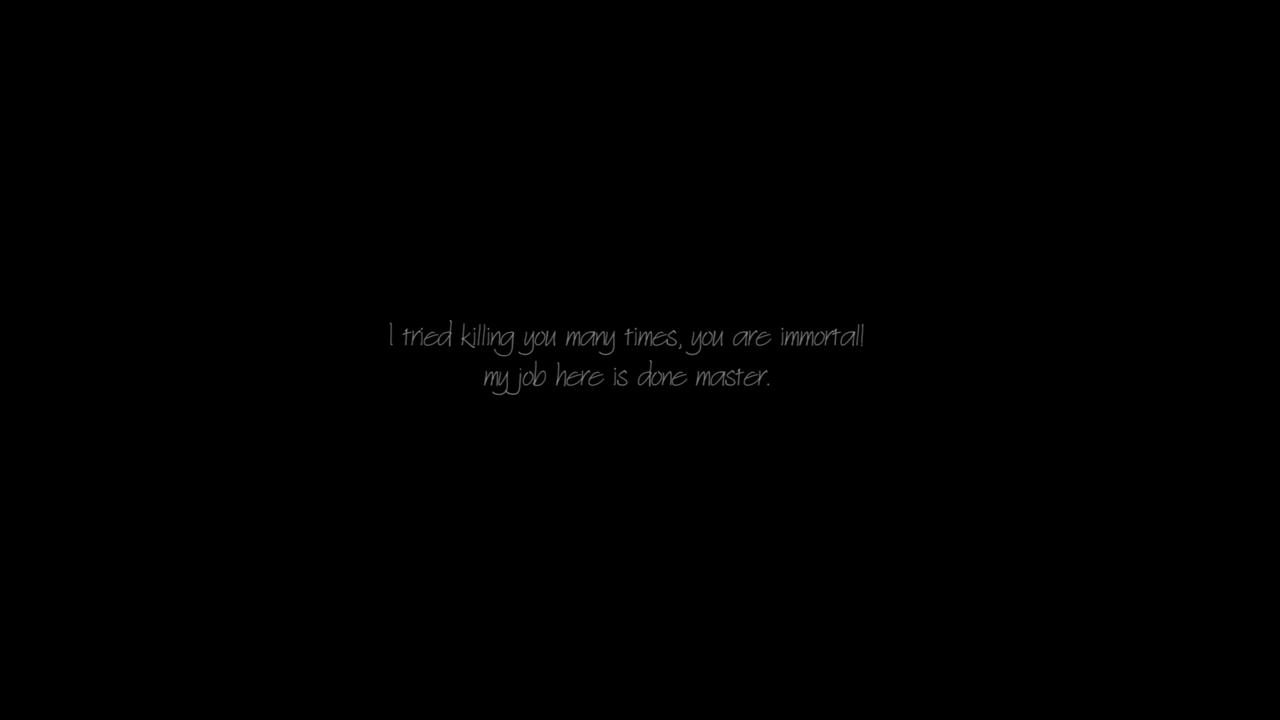 I tried killing you many times, you are immortal!
my job here is done master.